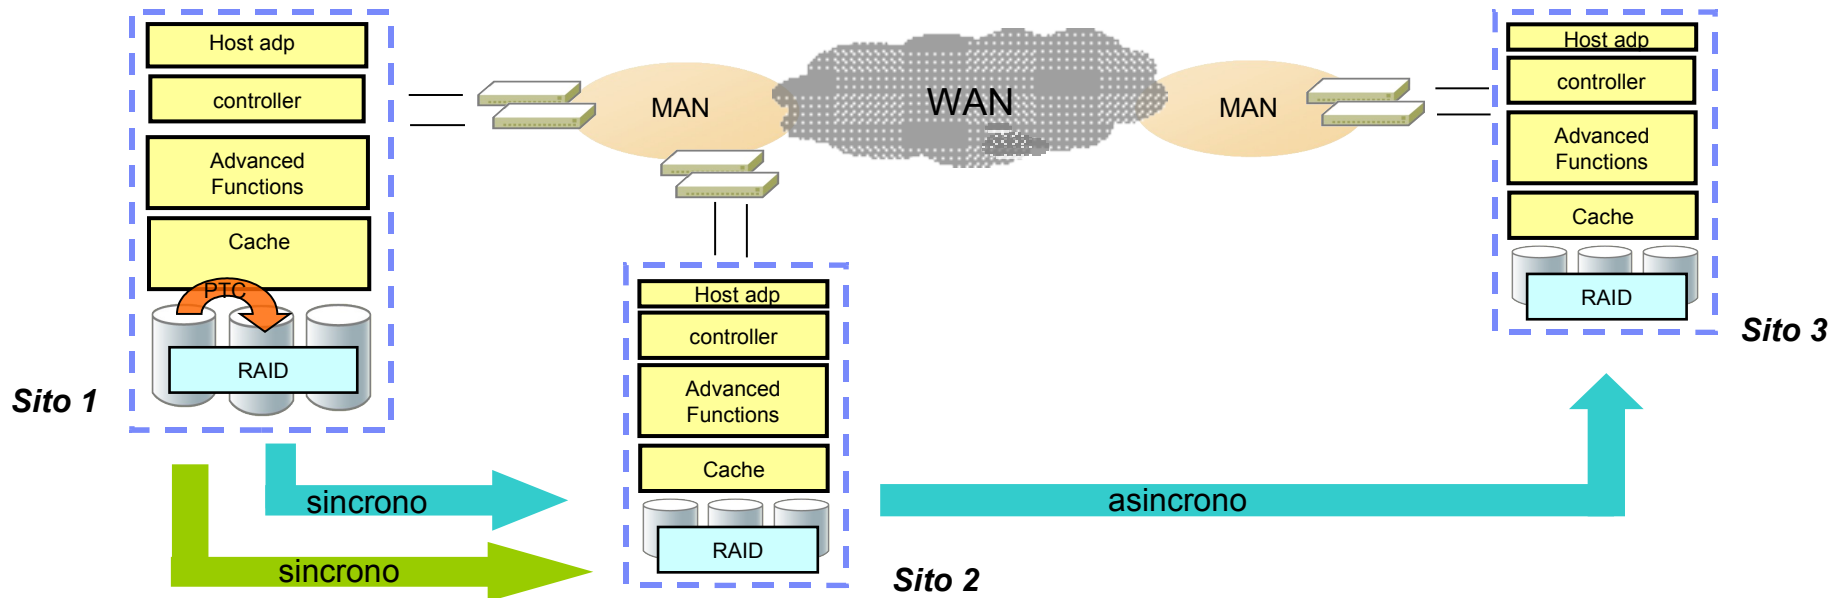 Host adp
controller
Advanced
Functions
Cache
PTC
RAID
Sito 1
MAN
WAN
MAN
Host adp
controller
Advanced
Functions
Cache
RAID
Sito 3
Host adp
controller
Advanced
Functions
Cache
RAID
Sito 2
sincrono
sincrono
asincrono